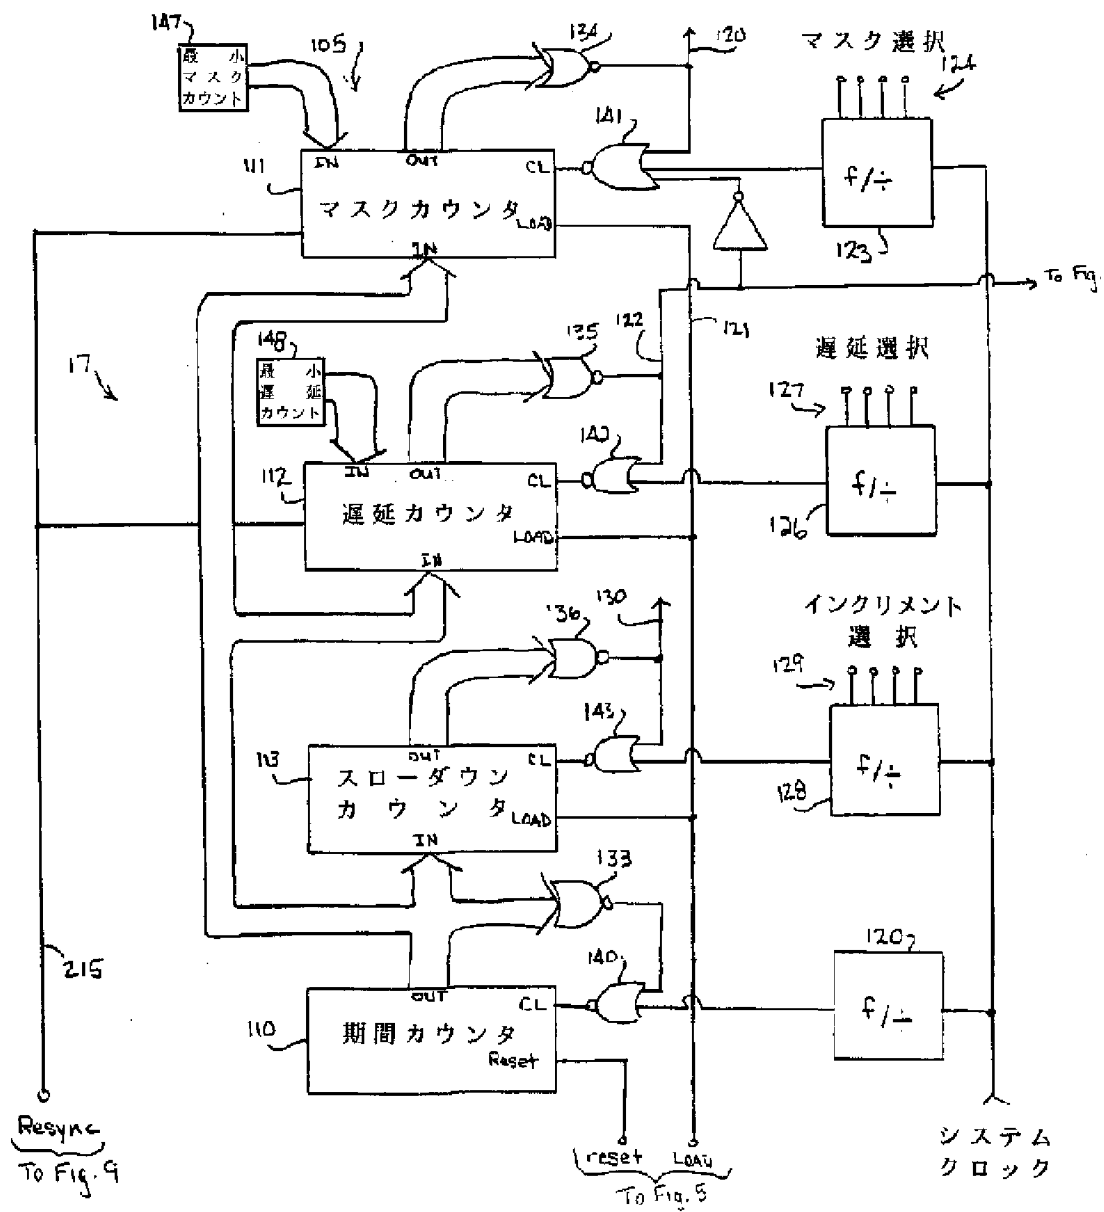 147
最小
マスク
カウント
105
134
120
マスク選択
124
141
111
IN
OUT
CL
マスクカウンタ
LOAD
IN
f/÷
123
To Fig.
17
148
最小
遅延
カウント
135
122
121
遅延選択
127
142
112
IN
OUT
CL
遅延カウンタ
LOAD
IN
f/÷
126
136
130
インクリメント
選択
129
143
113
OUT
CL
スローダウン
カウンタ
LOAD
IN
f/÷
128
133
140
120
110
OUT
CL
期間カウンタ
Reset
f/÷
215
Resync
To Fig. 9
reset
LOAD
To Fig. 5
システム
クロック